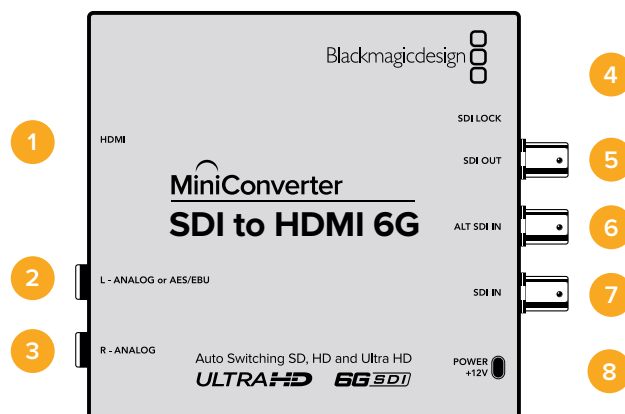 Blackmagicdesign
4
SDI LOCK
1
HDMI
SDI OUT
5
MiniConverter
SDI to HDMI 6G
ALT SDI IN
6
2
L - ANALOG or AES/EBU
SDI IN
7
3
R - ANALOG
Auto Switching SD, HD and Ultra HD
POWER
+12V
8
ULTRAHD 6GSDI